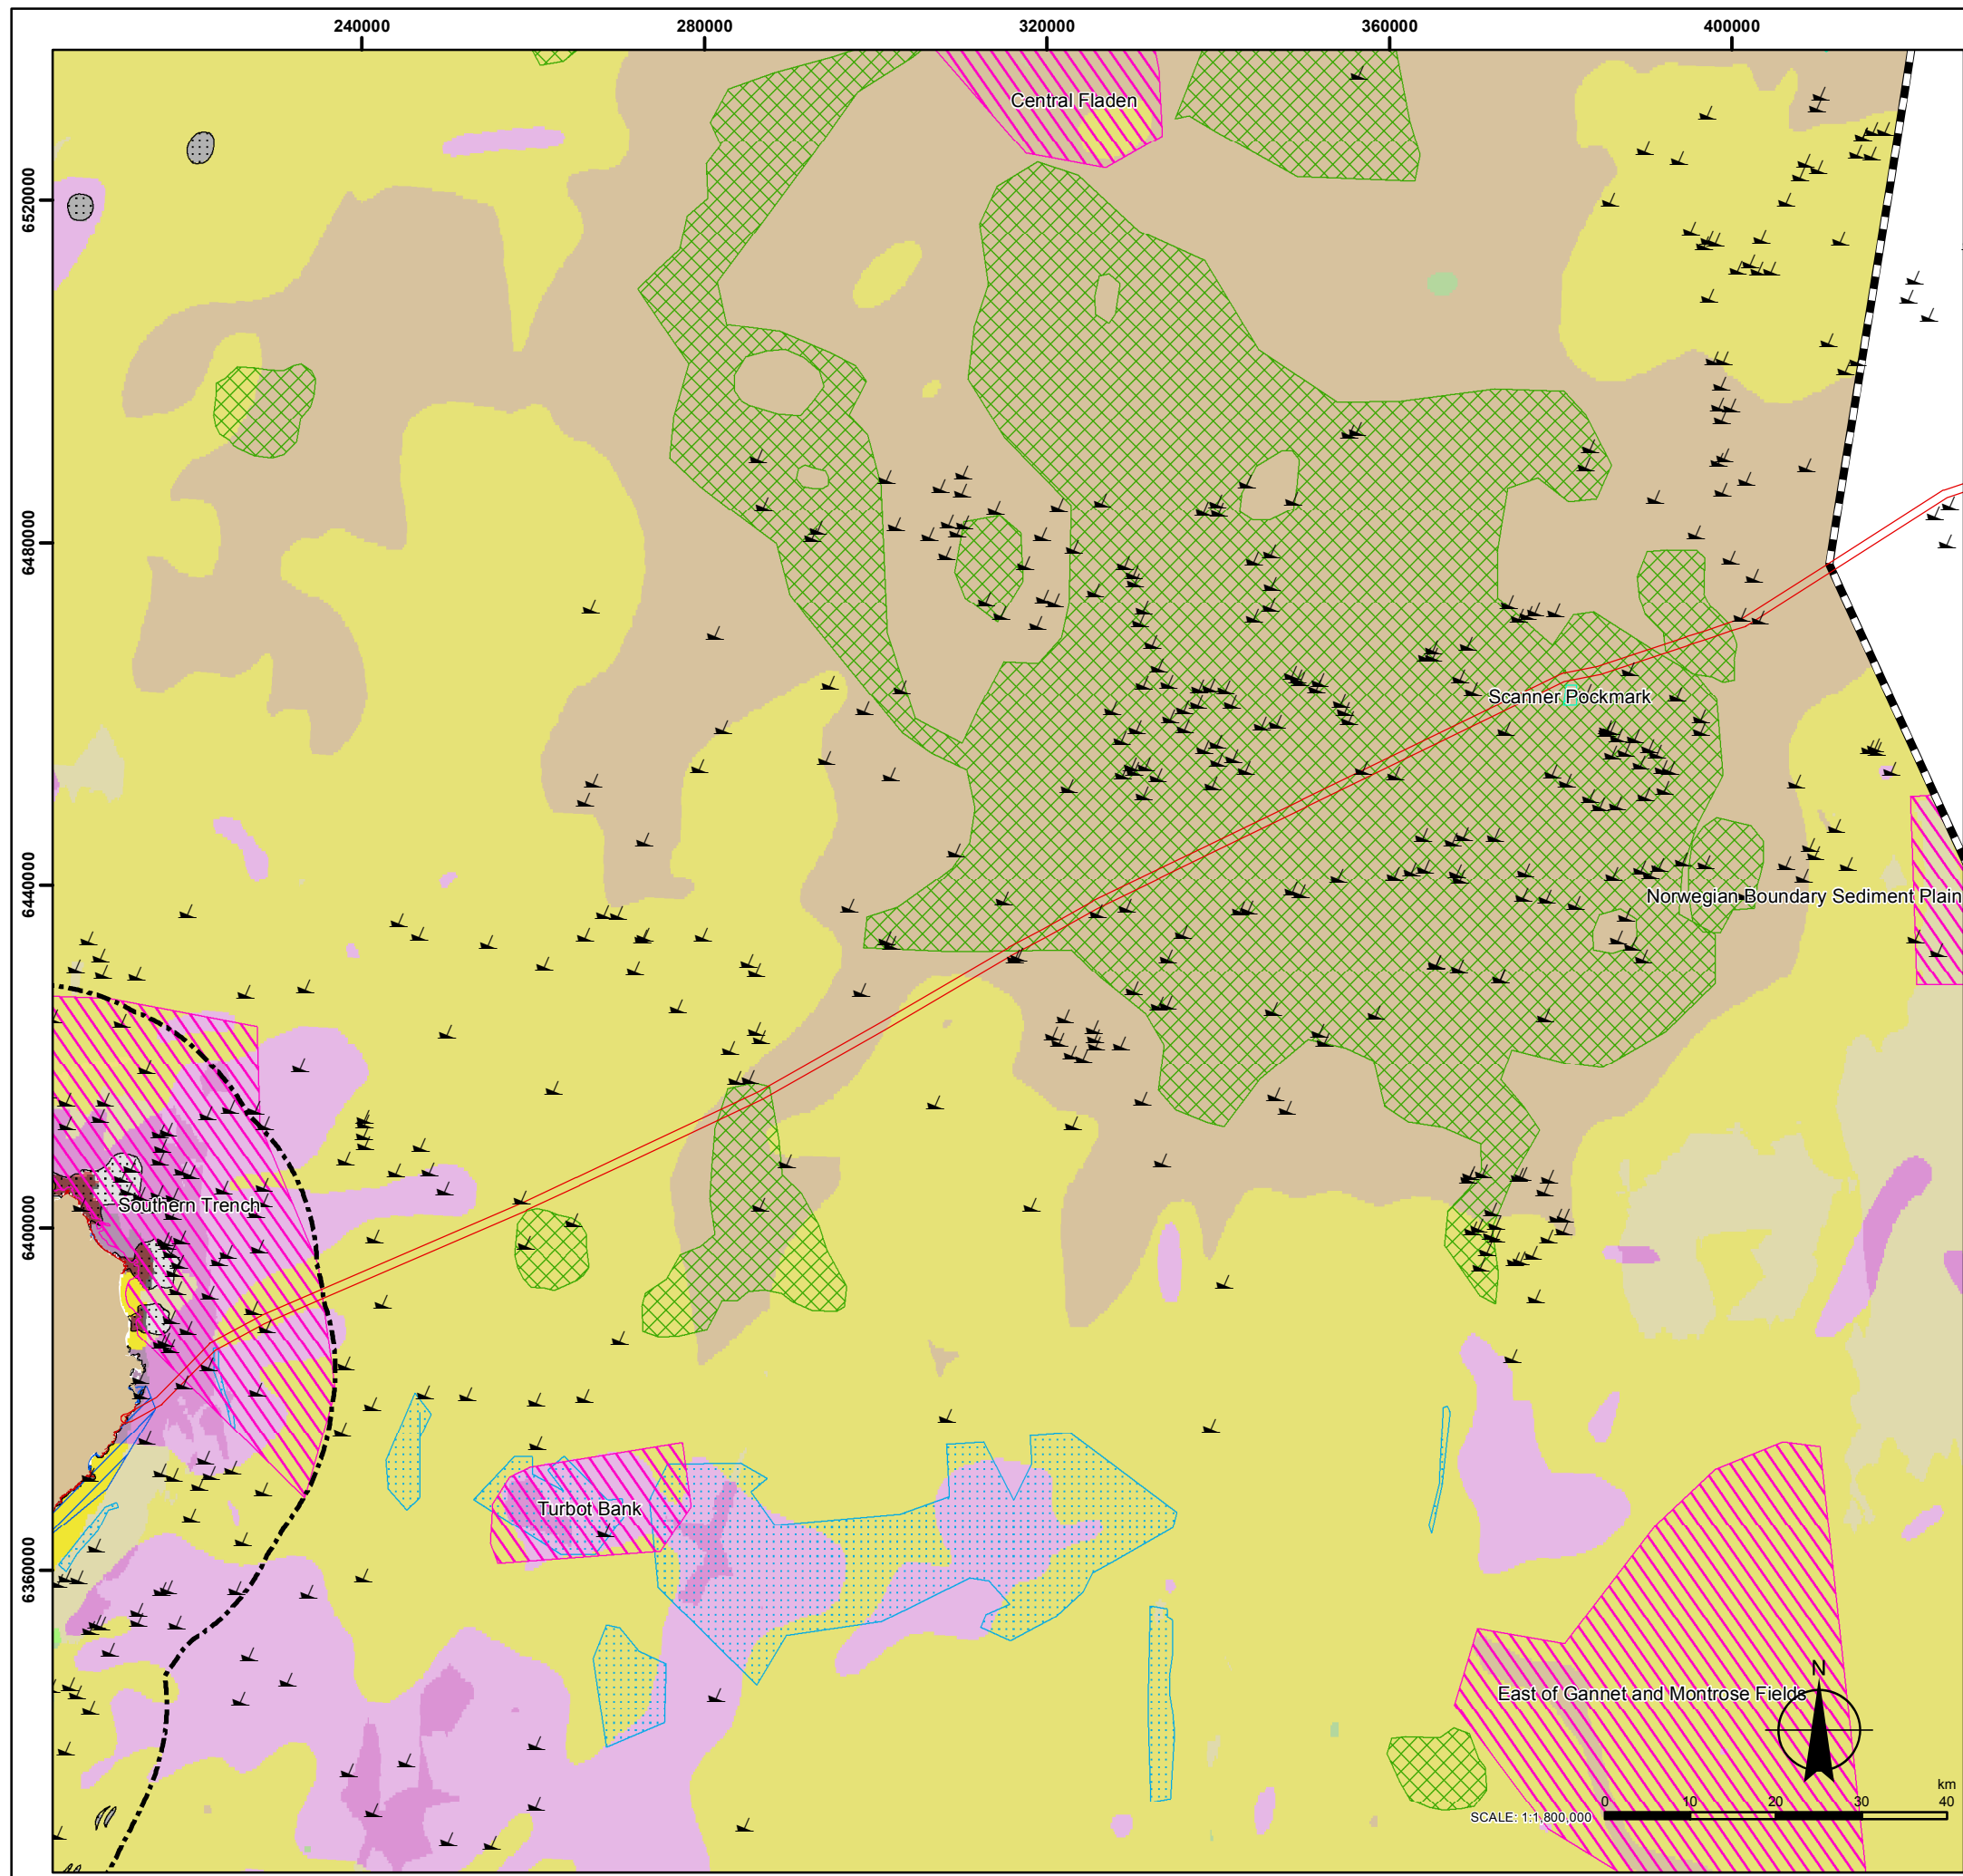 240000 280000 320000 360000 400000
Central Fladen
6520000
6480000
Scanner Pockmark
6440000
Norwegian Boundary Sediment Plain
Southern Trench
6400000
Turbot Bank
6360000
N
East of Gannet and Montrose Fields
km
0 10 20 30 40
SCALE: 1:1,800,000